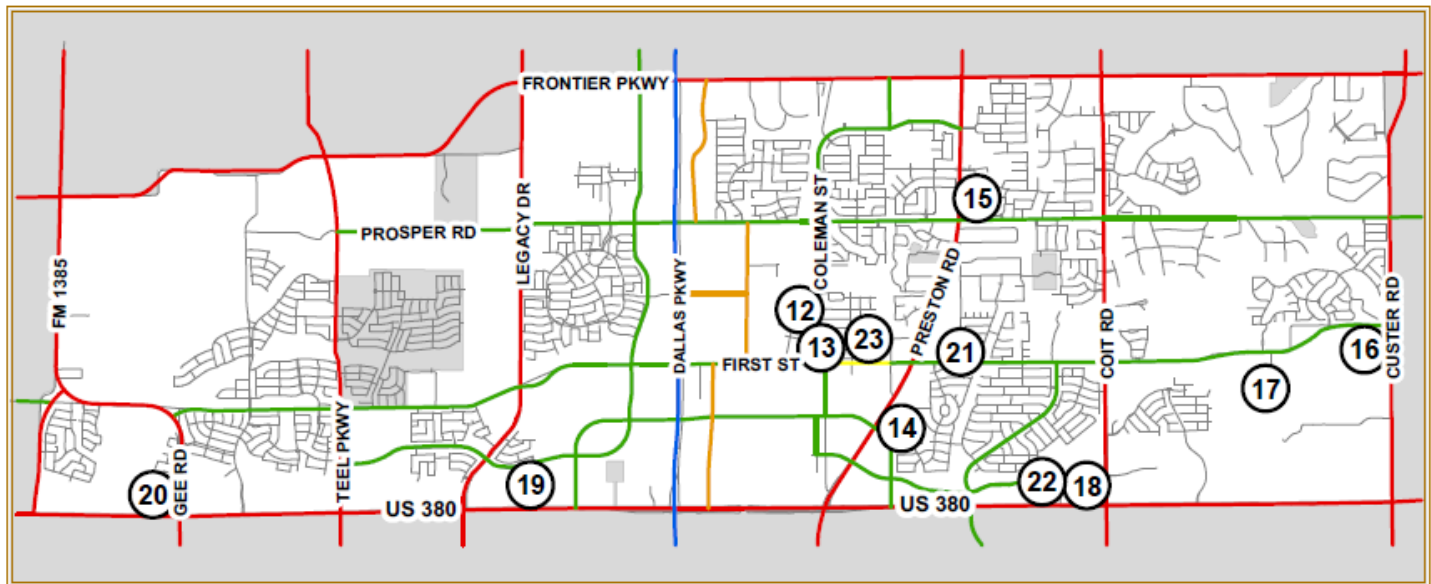 FRONTIER PKWY
15
COLEMAN ST
LEGACY DR
PROSPER RD
FM 1385
DALLAS PKWY
PRESTON RD
COIT RD
CUSTER RD
12
13
23
21
16
FIRST ST
17
TEEL PKWY
14
GEE RD
20
19
22
18
US 380
US 380